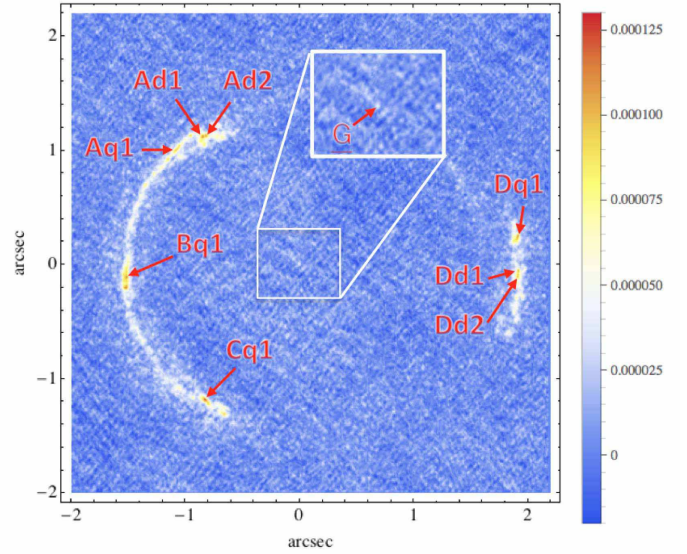 Ad1 Ad2
Aq1
G
Dq1
Bq1
Dd1
Dd2
Cq1
2
1
0
−1
−2
arcsec
−2 −1 0 1 2
arcsec
0.000125
0.000100
0.000075
0.000050
0.000025
0